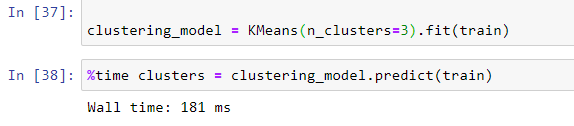 In [37]:
clustering_model = KMeans(n_clusters=3).fit(train)
In [38]: %time clusters = clustering_model.predict(train)
Wall time: 181 ms